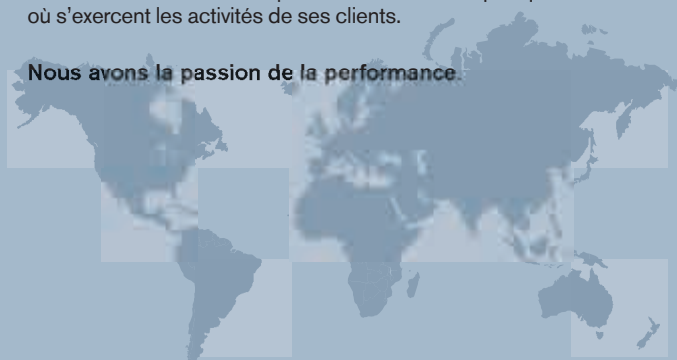 où s'exercent les activités de ses clients.
Nous avons la passion de la performance.